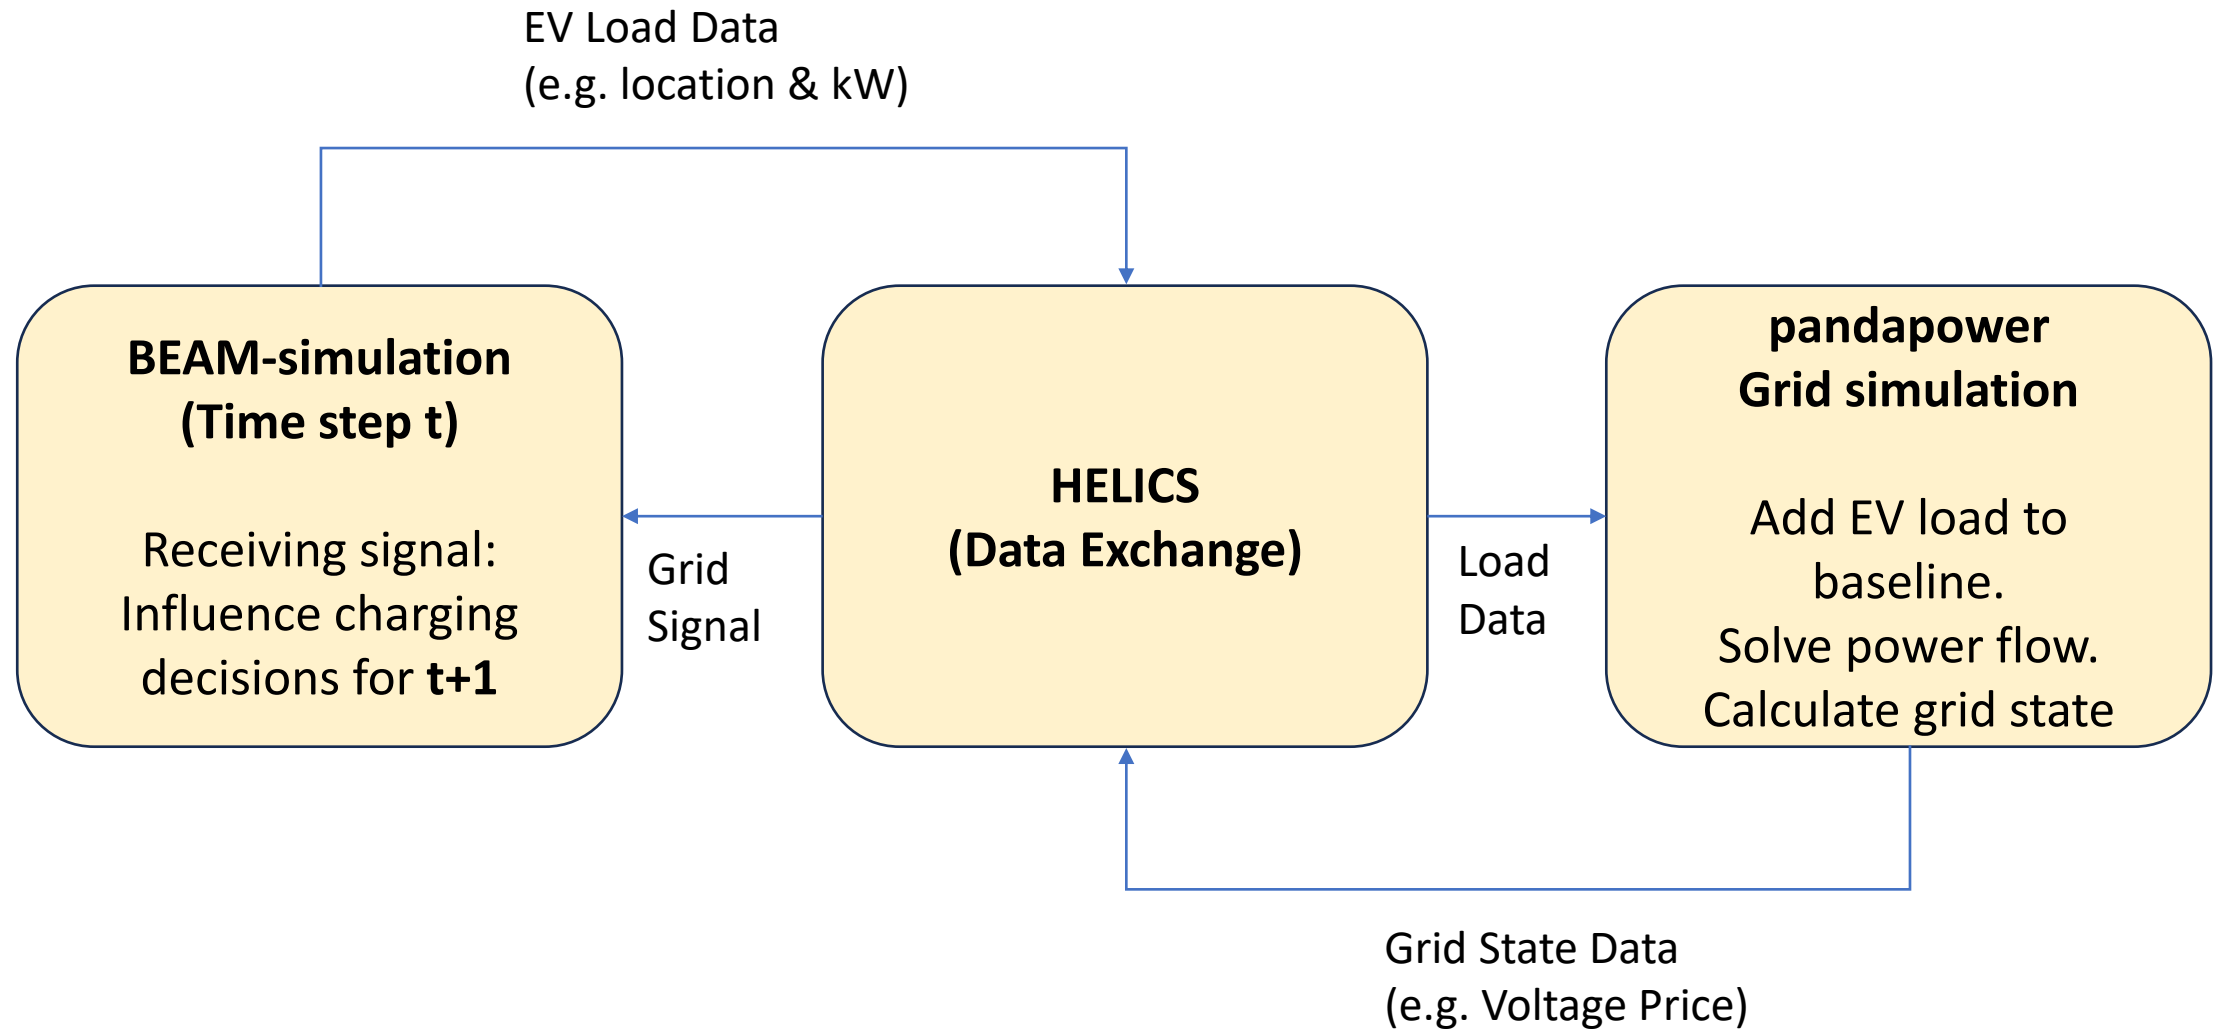 EV Load Data
(e.g. location & kW)
BEAM-simulation
(Time step t)
Receiving signal:
Influence charging
decisions for t+1
Grid
Signal
HELICS
(Data Exchange)
Load
Data
pandapower
Grid simulation
Add EV load to
baseline.
Solve power flow.
Calculate grid state
Grid State Data
(e.g. Voltage Price)